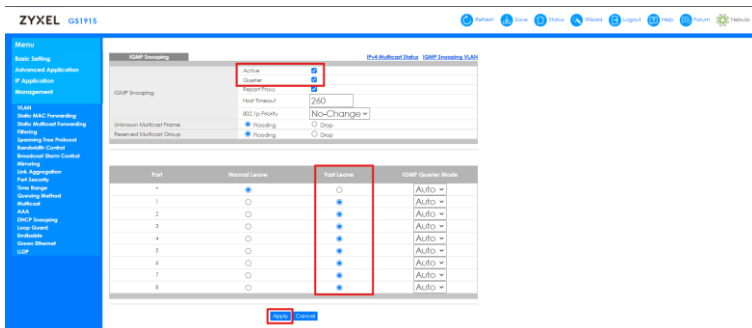 ZYXEL GS1915
Refresh Save Status Wizard Logout Help Forum Nebula
Menu
Basic Setting
Advanced Application
IP Application
Management
VLAN
Static MAC Forwarding
Static Multicast Forwarding
Filtering
Spanning Tree Protocol
Bandwidth Control
Broadcast Storm Control
Mirroring
Link Aggregation
Port Security
Time Range
Queuing Method
Multicast
AAA
DHCP Snooping
Loop Guard
Errdisable
Green Ethernet
LLDP
IGMP Snooping IPv4 Multicast Status IGMP Snooping VLAN
IGMP Snooping
Active
Querier
Report Proxy
Host Timeout 260
802.1p Priority No-Change
Unknown Multicast Frame Flooding Drop
Reserved Multicast Group Flooding Drop
Port Normal Leave Fast Leave IGMP Querier Mode
* Auto
1 Auto
2 Auto
3 Auto
4 Auto
5 Auto
6 Auto
7 Auto
8 Auto
Apply Cancel